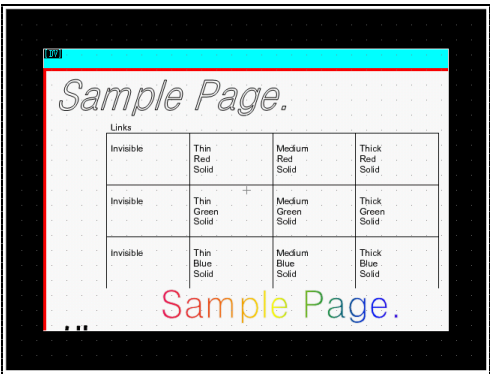 Sample Page.
Links
Invisible Thin Medium Thick
Red Red Red
Solid Solid Solid
Invisible Thin Medium Thick
Green Green Green
Solid Solid Solid
Invisible Thin Medium Thick
Blue Blue Blue
Solid Solid Solid
Sample Page.